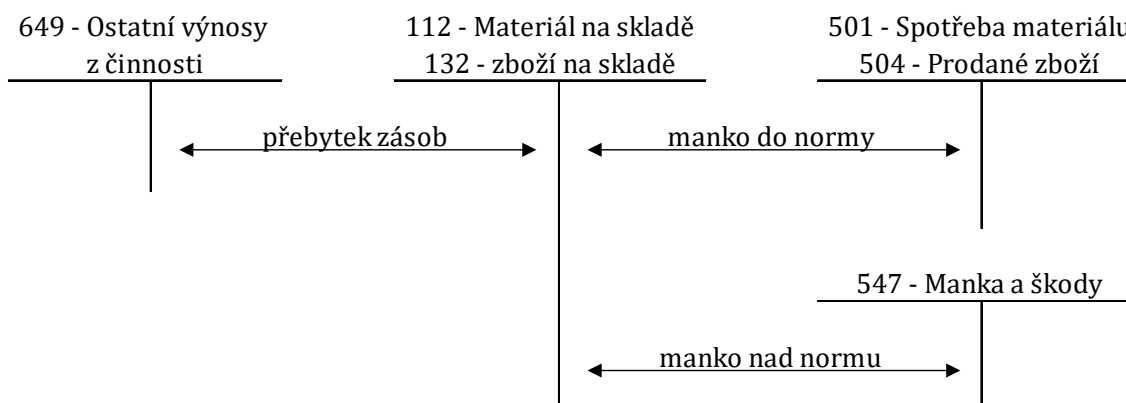 649 - Ostatní výnosy
z činnosti
112 - Materiál na skladě
132 - zboží na skladě
501 - Spotřeba materiálu
504 - Prodané zboží
přebytek zásob
manko do normy
547 - Manka a škody
manko nad normu